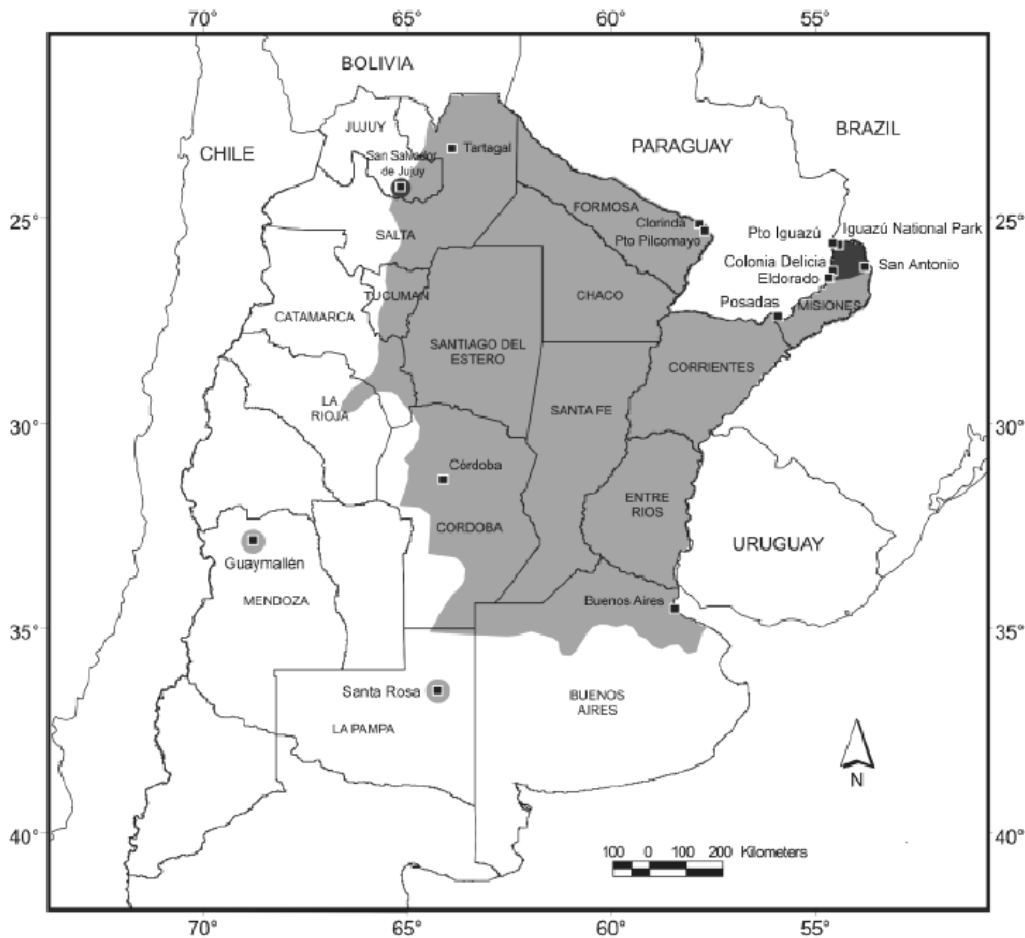 70° 65° 60° 55°
BOLIVIA
JUJUY
BRAZIL
CHILE
PARAGUAY
Tartagal
San Salvador
de Jujuy
25° 25°
FORMOSA
Clorinda
Pto Pilcomayo
Pto Iguazú
Iguazú National Park
SALTA
Colonia Delicia
San Antonio
Eldorado
TUCUMAN
CHACO
Posadas
MISIONES
CATAMARCA
SANTIAGO DEL
ESTERO
CORRIENTES
LA
RIOJA
SANTA FE
30° 30°
Córdoba
ENTRE
RIOS
CORDOBA
URUGUAY
Guaymallén
MENDOZA
Buenos Aires
35° 35°
Santa Rosa
BUENOS
AIRES
LA PAMPA
N
40° 40°
100 0 100 200 Kilometers
70° 65° 60° 55°